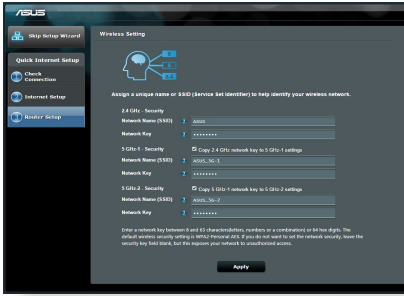 ASUS
Skip Setup Wizard
Quick Internet Setup
Check Connection
Internet Setup
Router Setup
Wireless Setting
Assign a unique name or SSID (Service Set Identifier) to help identify your wireless network.
2.4 GHz - Security
Network Name (SSID) ASUS
Network Key ••••••••
5 GHz-1 - Security Copy 2.4 GHz network key to 5 GHz-1 settings
Network Name (SSID) ASUS_5G-1
Network Key ••••••••
5 GHz-2 - Security Copy 5 GHz-1 network key to 5 GHz-2 settings
Network Name (SSID) ASUS_5G-2
Network Key ••••••••
Enter a network key between 8 and 63 characters(letters, numbers or a combination) or 64 hex digits. The
default wireless security setting is WPA2-Personal AES. If you do not want to set the network security, leave the
security key field blank, but this exposes your network to unauthorized access.
Apply